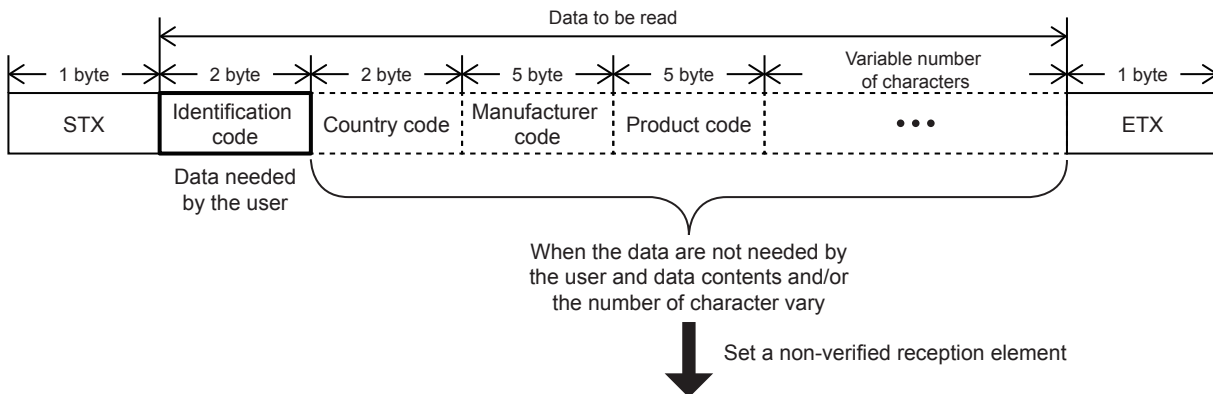 Data to be read
1 byte
2 byte
2 byte
5 byte
5 byte
Variable number
of characters
1 byte
STX
Identification
code
Country code
Manufacturer
code
Product code
•••
ETX
Data needed
by the user
When the data are not needed by
the user and data contents and/or
the number of character vary
Set a non-verified reception element